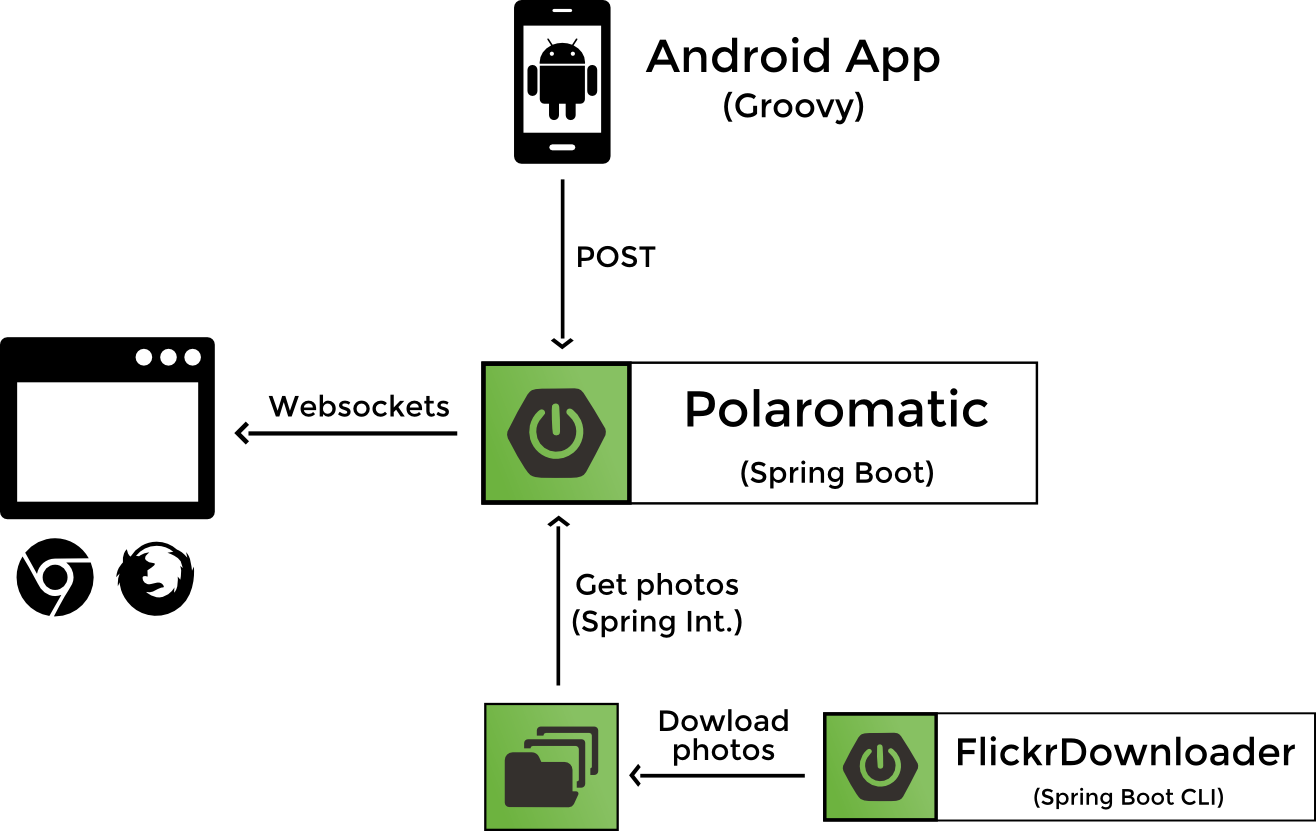 Android App
(Groovy)
POST
Websockets
Polaromatic
(Spring Boot)
Get photos
(Spring Int.)
Dowload
photos
FlickrDownloader
(Spring Boot CLI)